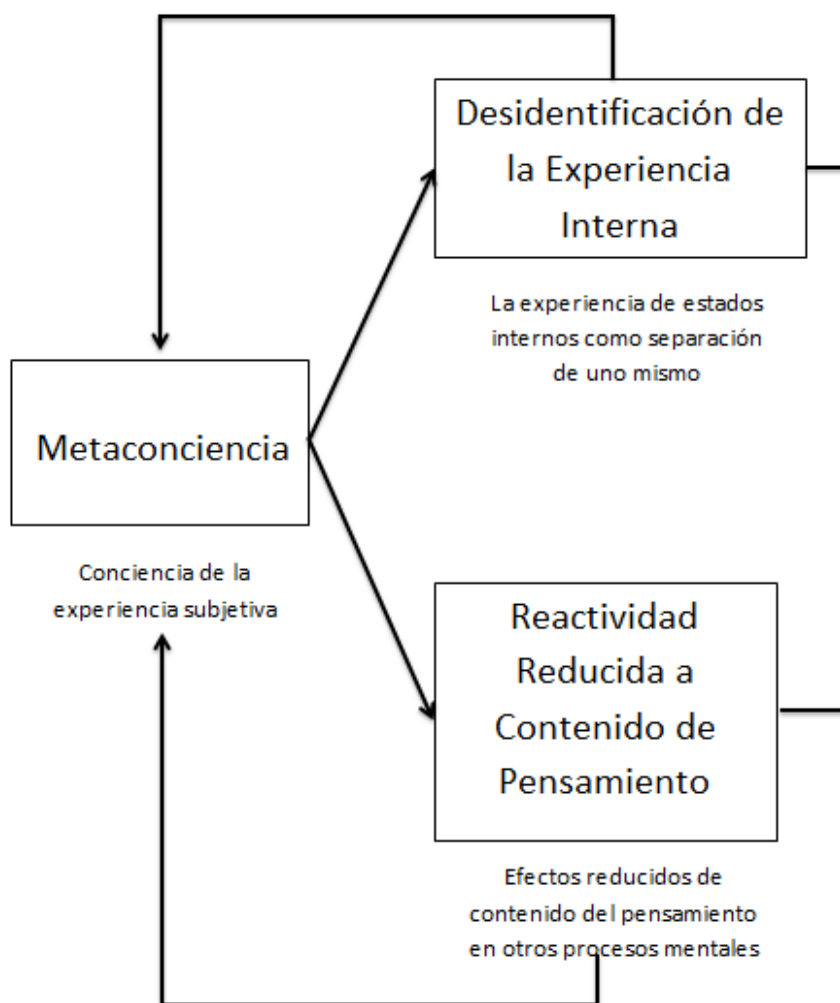 Desidentificación de
la Experiencia
Interna
La experiencia de estados
internos como separación
de uno mismo
Metaconciencia
Conciencia de la
experiencia subjetiva
Reactividad
Reducida a
Contenido de
Pensamiento
Efectos reducidos de
contenido del pensamiento
en otros procesos mentales